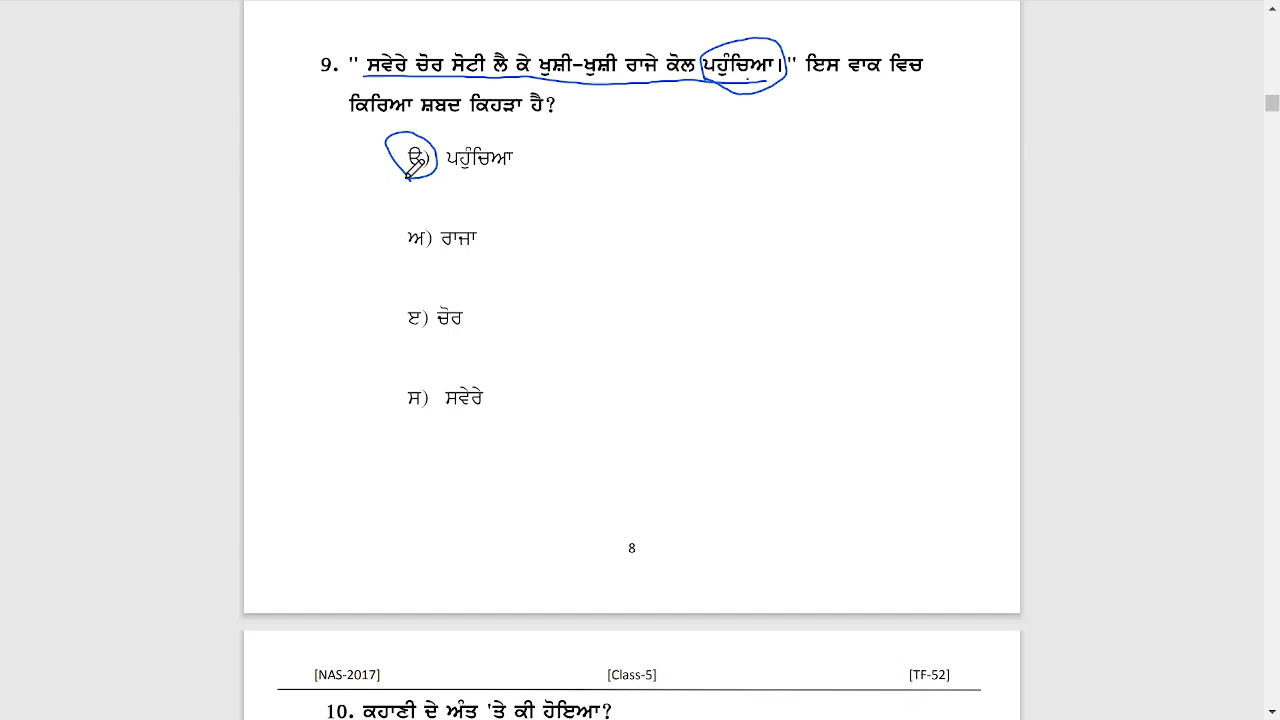 9. " ਸਵੇਰੇ ਚੋਰ ਸੋਟੀ ਲੈ ਕੇ ਖੁਸ਼ੀ-ਖੁਸ਼ੀ ਰਾਜੇ ਕੋਲ ਪਹੁੰਚਿਆ।" ਇਸ ਵਾਕ ਵਿਚ
ਕਿਰਿਆ ਸ਼ਬਦ ਕਿਹੜਾ ਹੈ?
ੳ) ਪਹੁੰਚਿਆ
ਅ) ਰਾਜਾ
ੲ) ਚੋਰ
ਸ) ਸਵੇਰੇ
8
[NAS-2017] [Class-5] [TF-52]
10. ਕਹਾਣੀ ਦੇ ਅੰਤ 'ਤੇ ਕੀ ਹੋਇਆ?